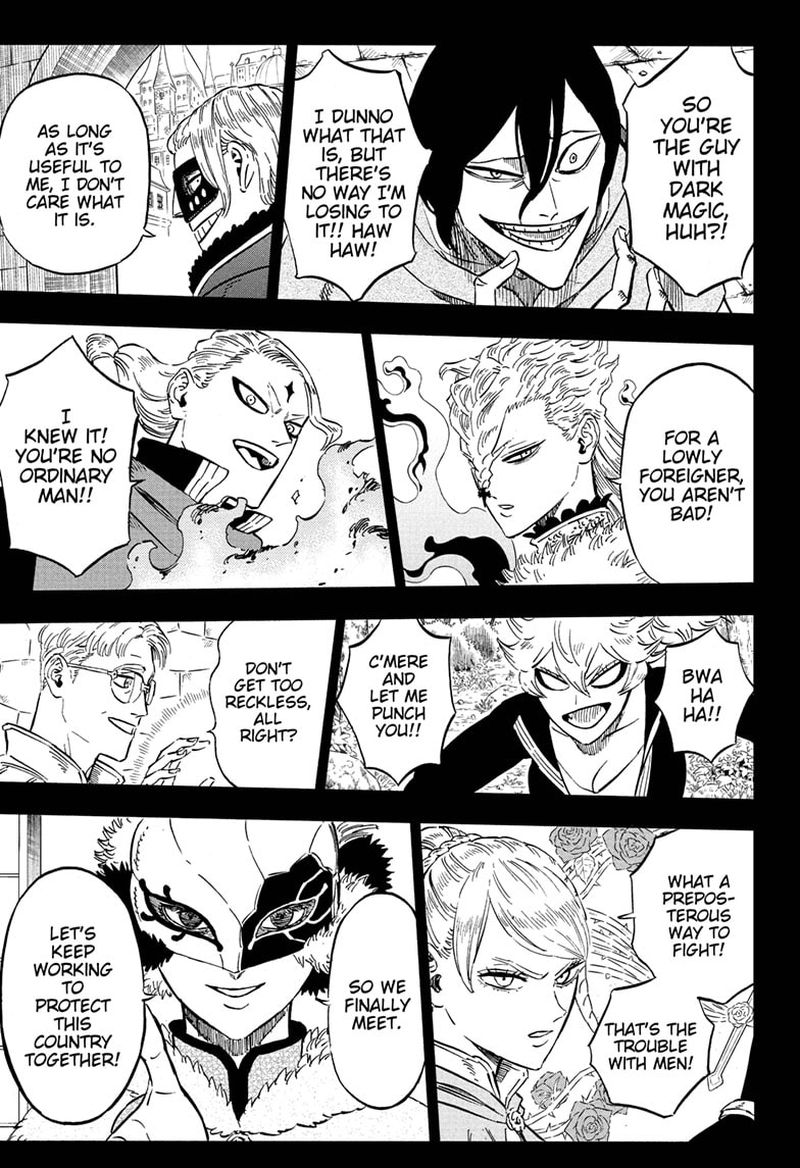 SO
YOU'RE
THE GUY
WITH
DARK
MAGIC,
HUH?!
I DUNNO
WHAT THAT
IS, BUT
THERE'S
NO WAY I'M
LOSING TO
IT!! HAW
HAW!
AS LONG
AS IT'S
USEFUL TO
ME, I DON'T
CARE WHAT
IT IS.
FOR A
LOWLY
FOREIGNER,
YOU AREN'T
BAD!
I
KNEW IT!
YOU'RE NO
ORDINARY
MAN!!
BWA
HA
HA!!
C'MERE
AND
LET ME
PUNCH
YOU!!
DON'T
GET TOO
RECKLESS,
ALL
RIGHT?
WHAT A
PREPOS-
TEROUS
WAY TO
FIGHT!
THAT'S THE
TROUBLE
WITH MEN!
SO WE
FINALLY
MEET.
LET'S
KEEP
WORKING
TO
PROTECT
THIS
COUNTRY
TOGETHER!